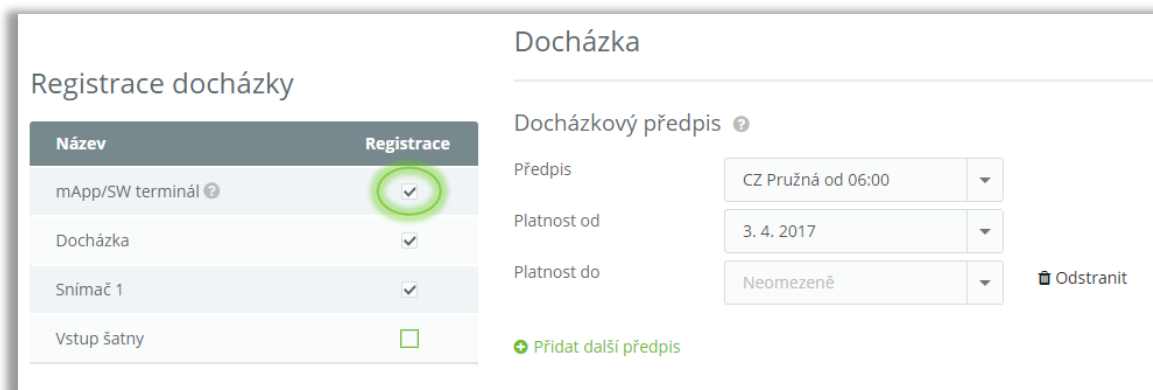 Registrace docházky
Název Registrace
mApp/SW terminál
Docházka
Snímač 1
Vstup šatny
Docházka
Docházkový předpis
Předpis CZ Pružná od 06:00
Platnost od 3. 4. 2017
Platnost do Neomezeně Odstranit
Přidat další předpis